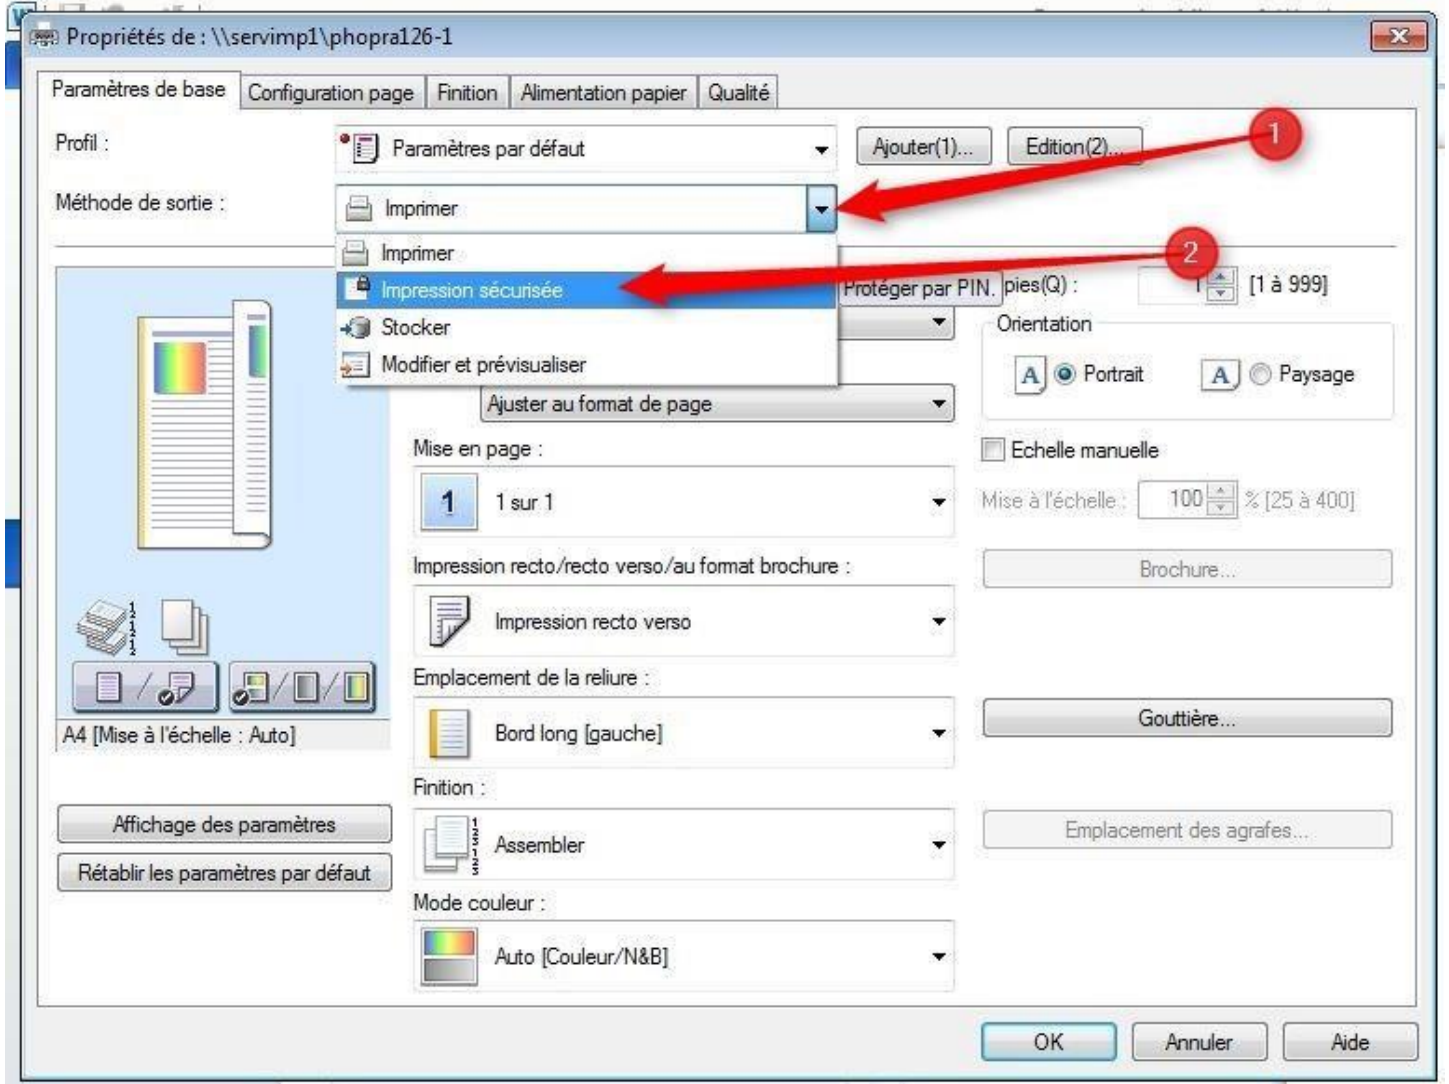 W
Propriétés de : \\servimp1\phopra126-1
Paramètres de base Configuration page Finition Alimentation papier Qualité
Profil : Paramètres par défaut Ajouter(1)... Edition(2)... 1
Méthode de sortie : Imprimer
Imprimer 2
Impression sécurisée Protéger par PIN. pies(Q) : 1 [1 à 999]
Stocker Orientation
Modifier et prévisualiser A Portrait A Paysage
Ajuster au format de page
Mise en page : Echelle manuelle
1 1 sur 1 Mise à l'échelle : 100 % [25 à 400]
Impression recto/recto verso/au format brochure : Brochure...
Impression recto verso
Emplacement de la reliure :
A4 [Mise à l'échelle : Auto] Bord long [gauche] Gouttière...
Finition :
Affichage des paramètres Assembler Emplacement des agrafes...
Rétablir les paramètres par défaut
Mode couleur :
Auto [Couleur/N&B]
OK Annuler Aide